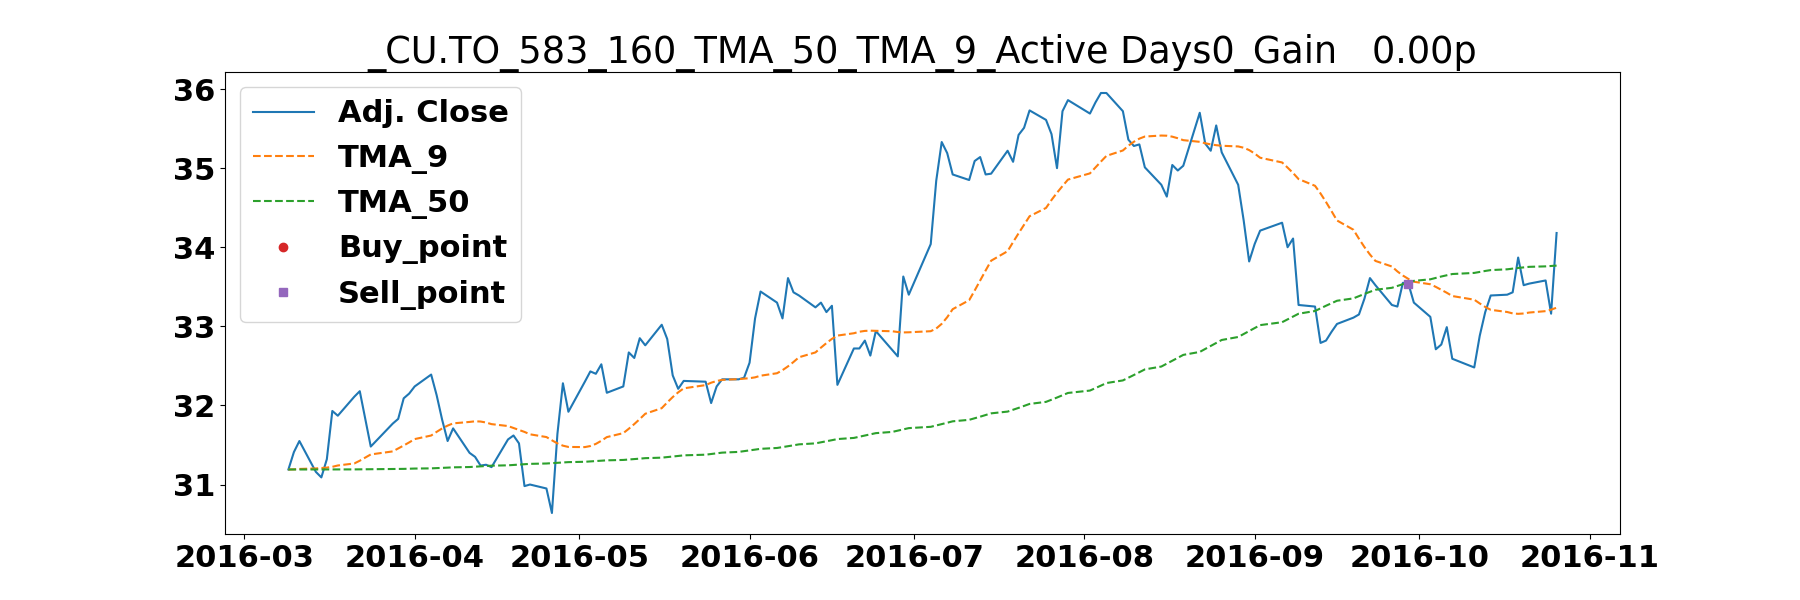 _CU.TO_583_160_TMA_50_TMA_9_Active Days0_Gain   0.00p
36
35
34
33
32
31
Adj. Close
TMA_9
TMA_50
Buy_point
Sell_point
2016-03 2016-04 2016-05 2016-06 2016-07 2016-08 2016-09 2016-10 2016-11